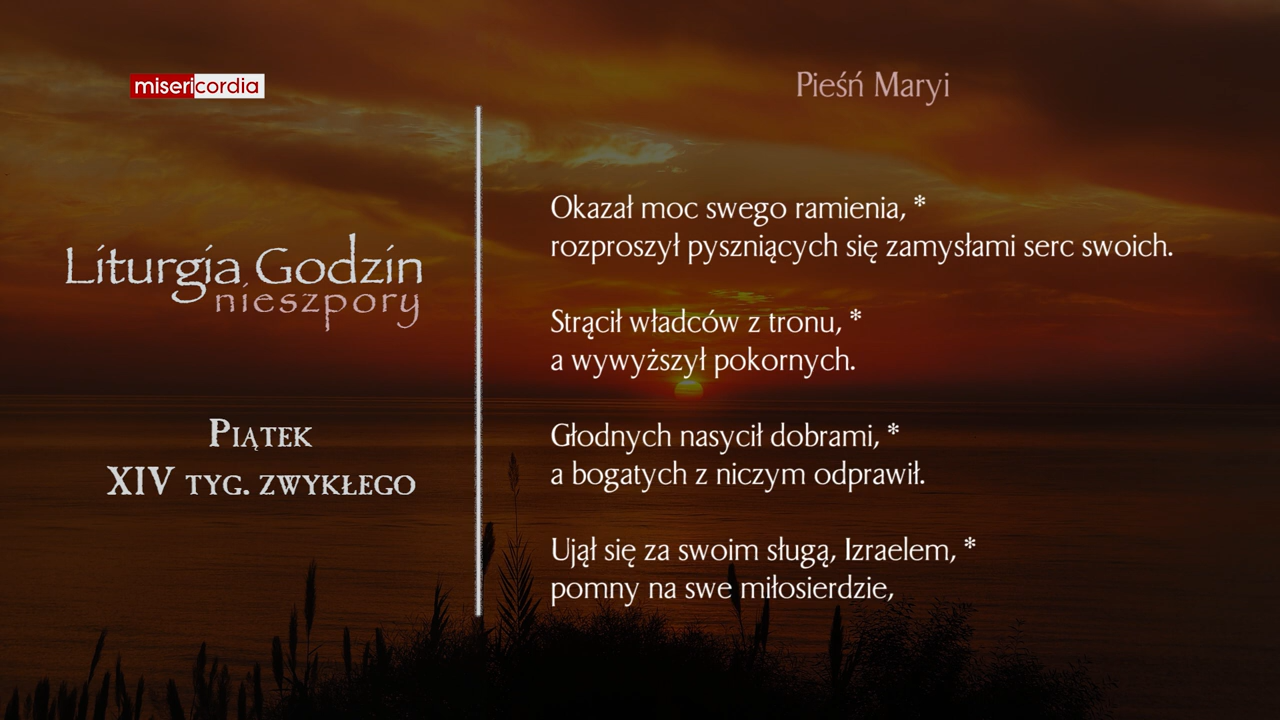 misericordia
Liturgia Godzin
nieszpory
Piątek
XIV tyg. zwykłego
Pieśń Maryi
Okazał moc swego ramienia, *
rozproszył pyszniących się zamysłami serc swoich.
Strącił władców z tronu, *
a wywyższył pokornych.
Głodnych nasycił dobrami, *
a bogatych z niczym odprawił.
Ujął się za swoim sługą, Izraelem, *
pomny na swe miłosierdzie,